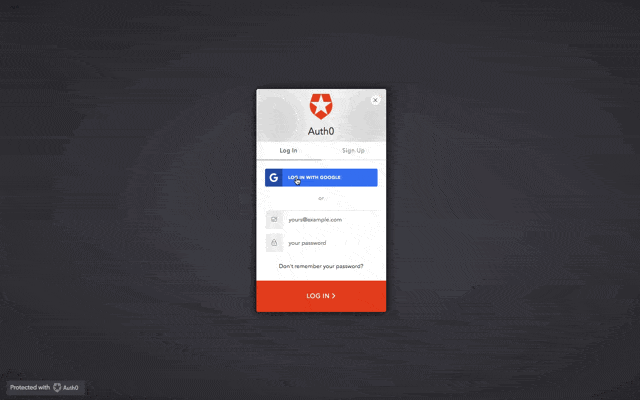 Auth0
Log In
Sign Up
LOG IN WITH GOOGLE
or
yours@example.com
your password
Don't remember your password?
LOG IN
Protected with Auth0